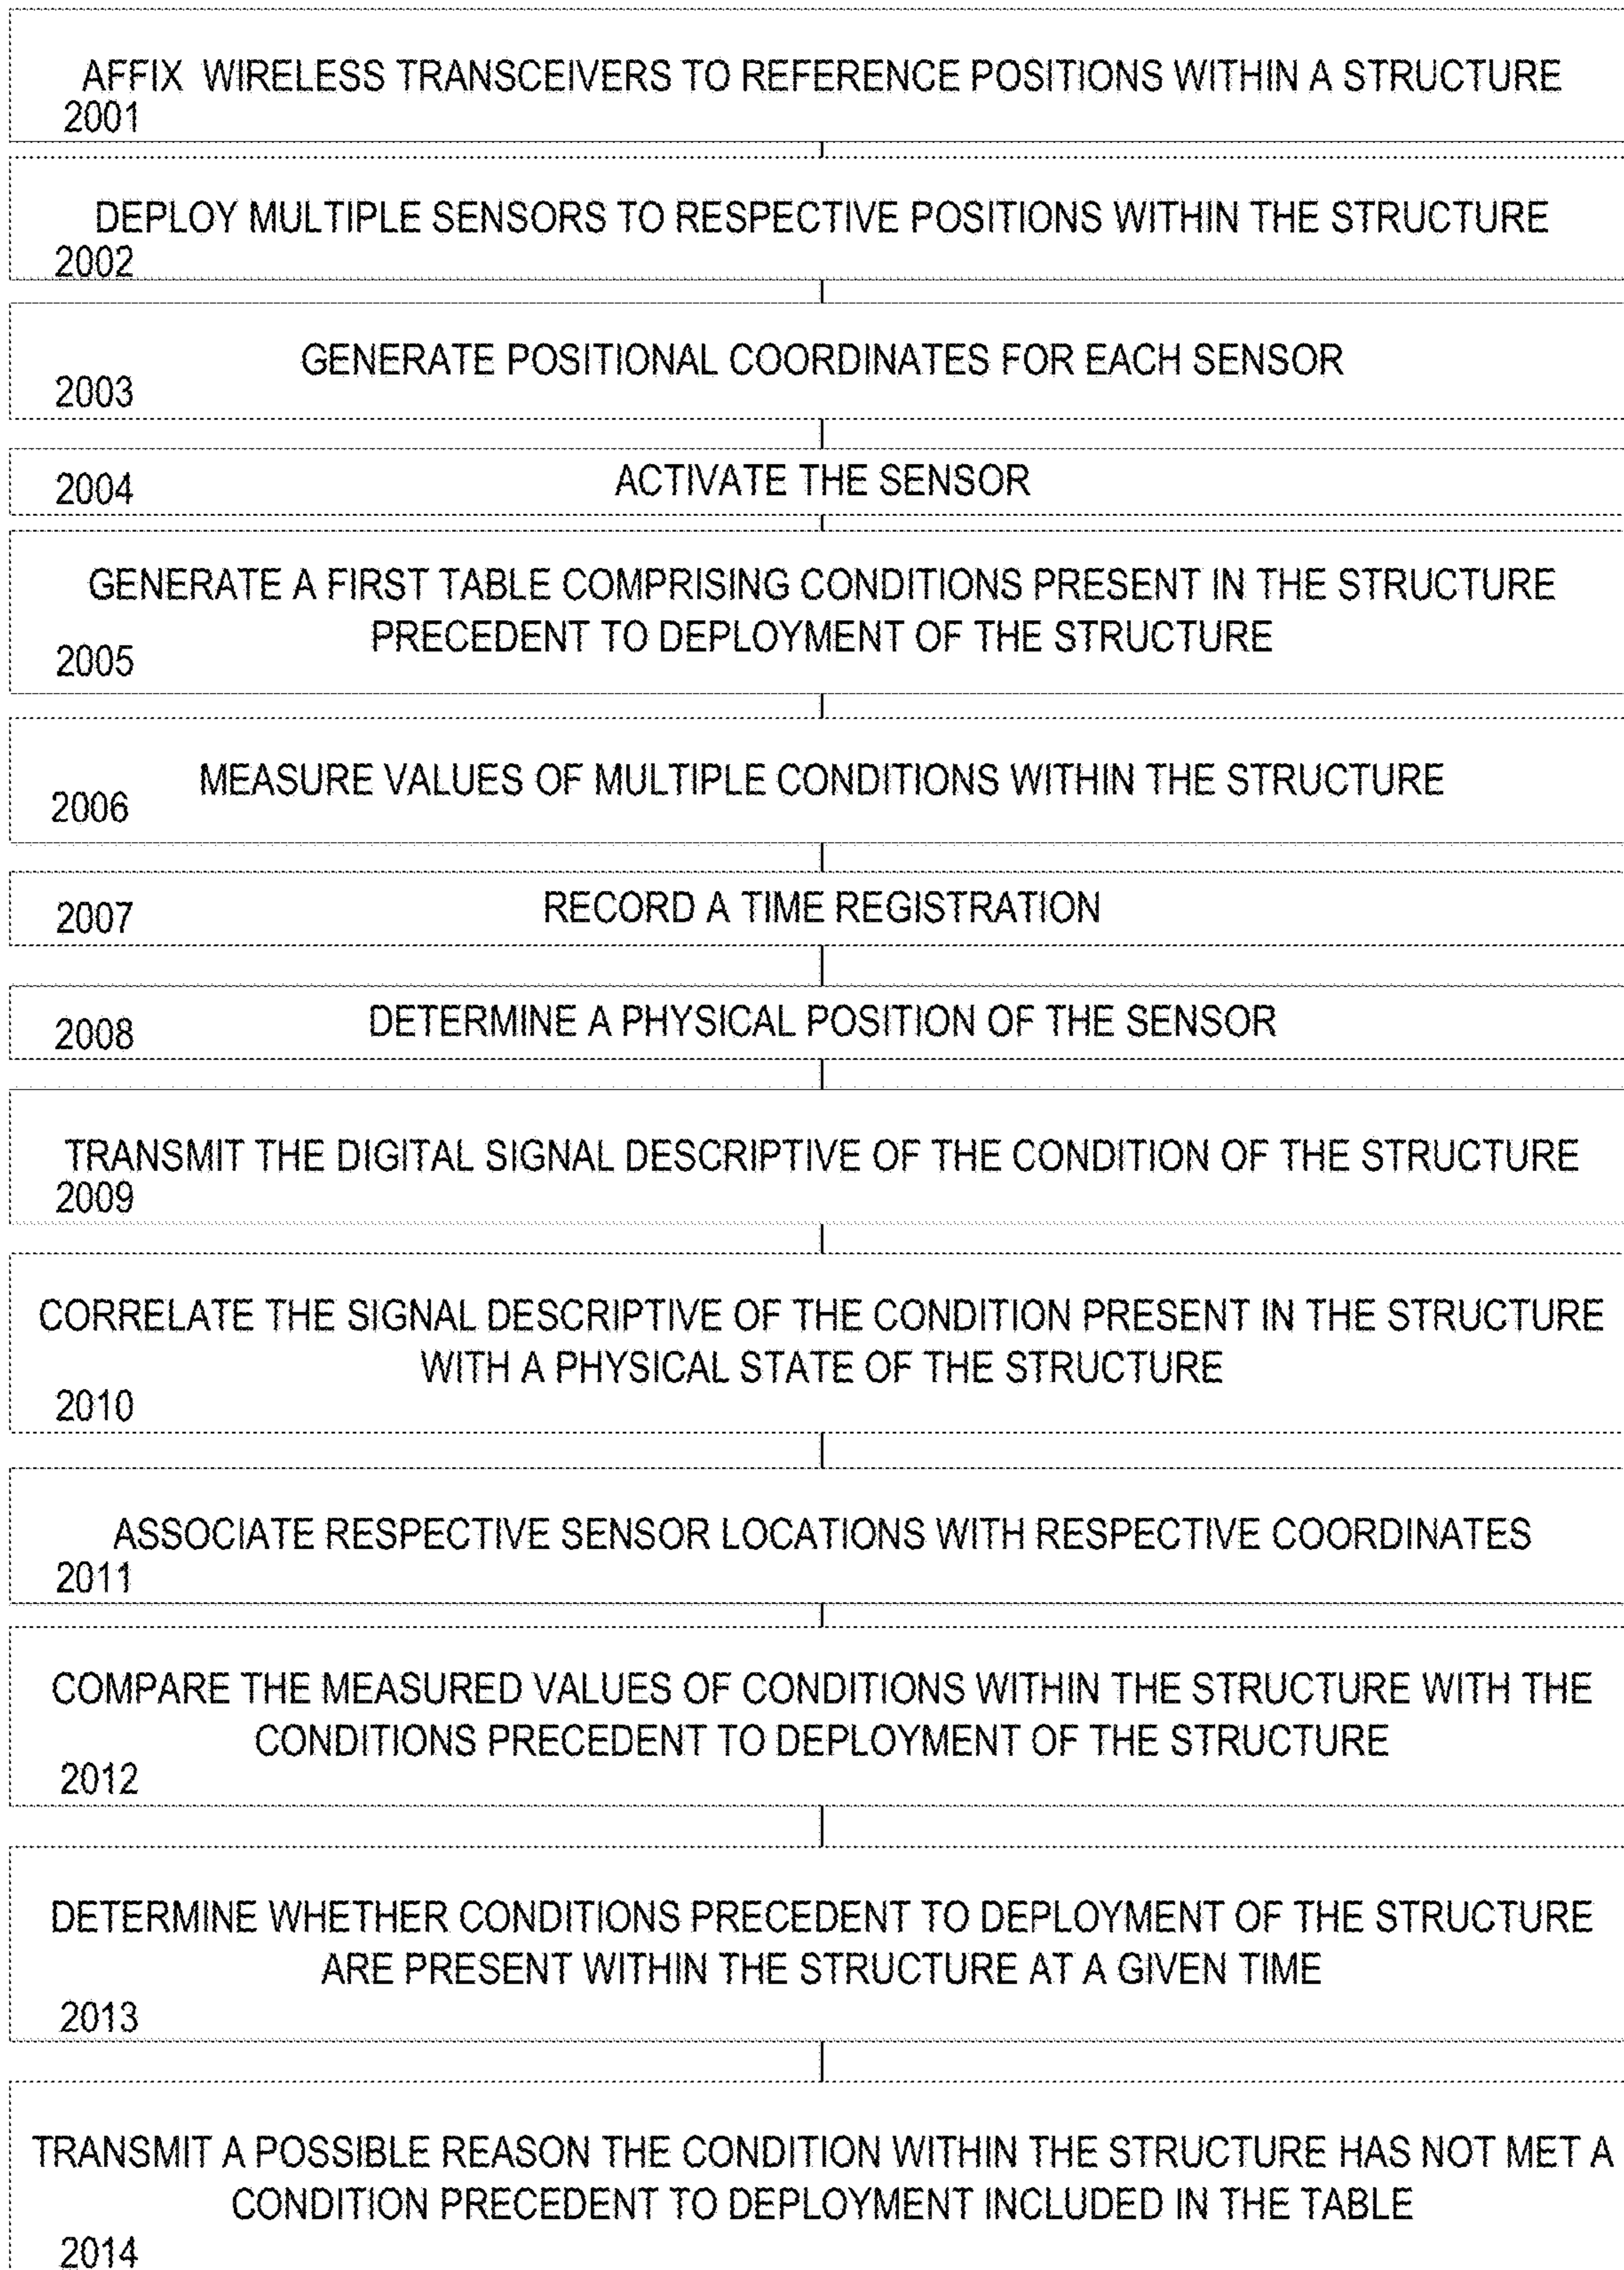 AFFIX WIRELESS TRANSCEIVERS TO REFERENCE POSITIONS WITHIN A STRUCTURE
2001
DEPLOY MULTIPLE SENSORS TO RESPECTIVE POSITIONS WITHIN THE STRUCTURE
2002
GENERATE POSITIONAL COORDINATES FOR EACH SENSOR
2003
ACTIVATE THE SENSOR
2004
GENERATE A FIRST TABLE COMPRISING CONDITIONS PRESENT IN THE STRUCTURE
PRECEDENT TO DEPLOYMENT OF THE STRUCTURE
2005
MEASURE VALUES OF MULTIPLE CONDITIONS WITHIN THE STRUCTURE
2006
RECORD A TIME REGISTRATION
2007
DETERMINE A PHYSICAL POSITION OF THE SENSOR
2008
TRANSMIT THE DIGITAL SIGNAL DESCRIPTIVE OF THE CONDITION OF THE STRUCTURE
2009
CORRELATE THE SIGNAL DESCRIPTIVE OF THE CONDITION PRESENT IN THE STRUCTURE
WITH A PHYSICAL STATE OF THE STRUCTURE
2010
ASSOCIATE RESPECTIVE SENSOR LOCATIONS WITH RESPECTIVE COORDINATES
2011
COMPARE THE MEASURED VALUES OF CONDITIONS WITHIN THE STRUCTURE WITH THE
CONDITIONS PRECEDENT TO DEPLOYMENT OF THE STRUCTURE
2012
DETERMINE WHETHER CONDITIONS PRECEDENT TO DEPLOYMENT OF THE STRUCTURE
ARE PRESENT WITHIN THE STRUCTURE AT A GIVEN TIME
2013
TRANSMIT A POSSIBLE REASON THE CONDITION WITHIN THE STRUCTURE HAS NOT MET A
CONDITION PRECEDENT TO DEPLOYMENT INCLUDED IN THE TABLE
2014